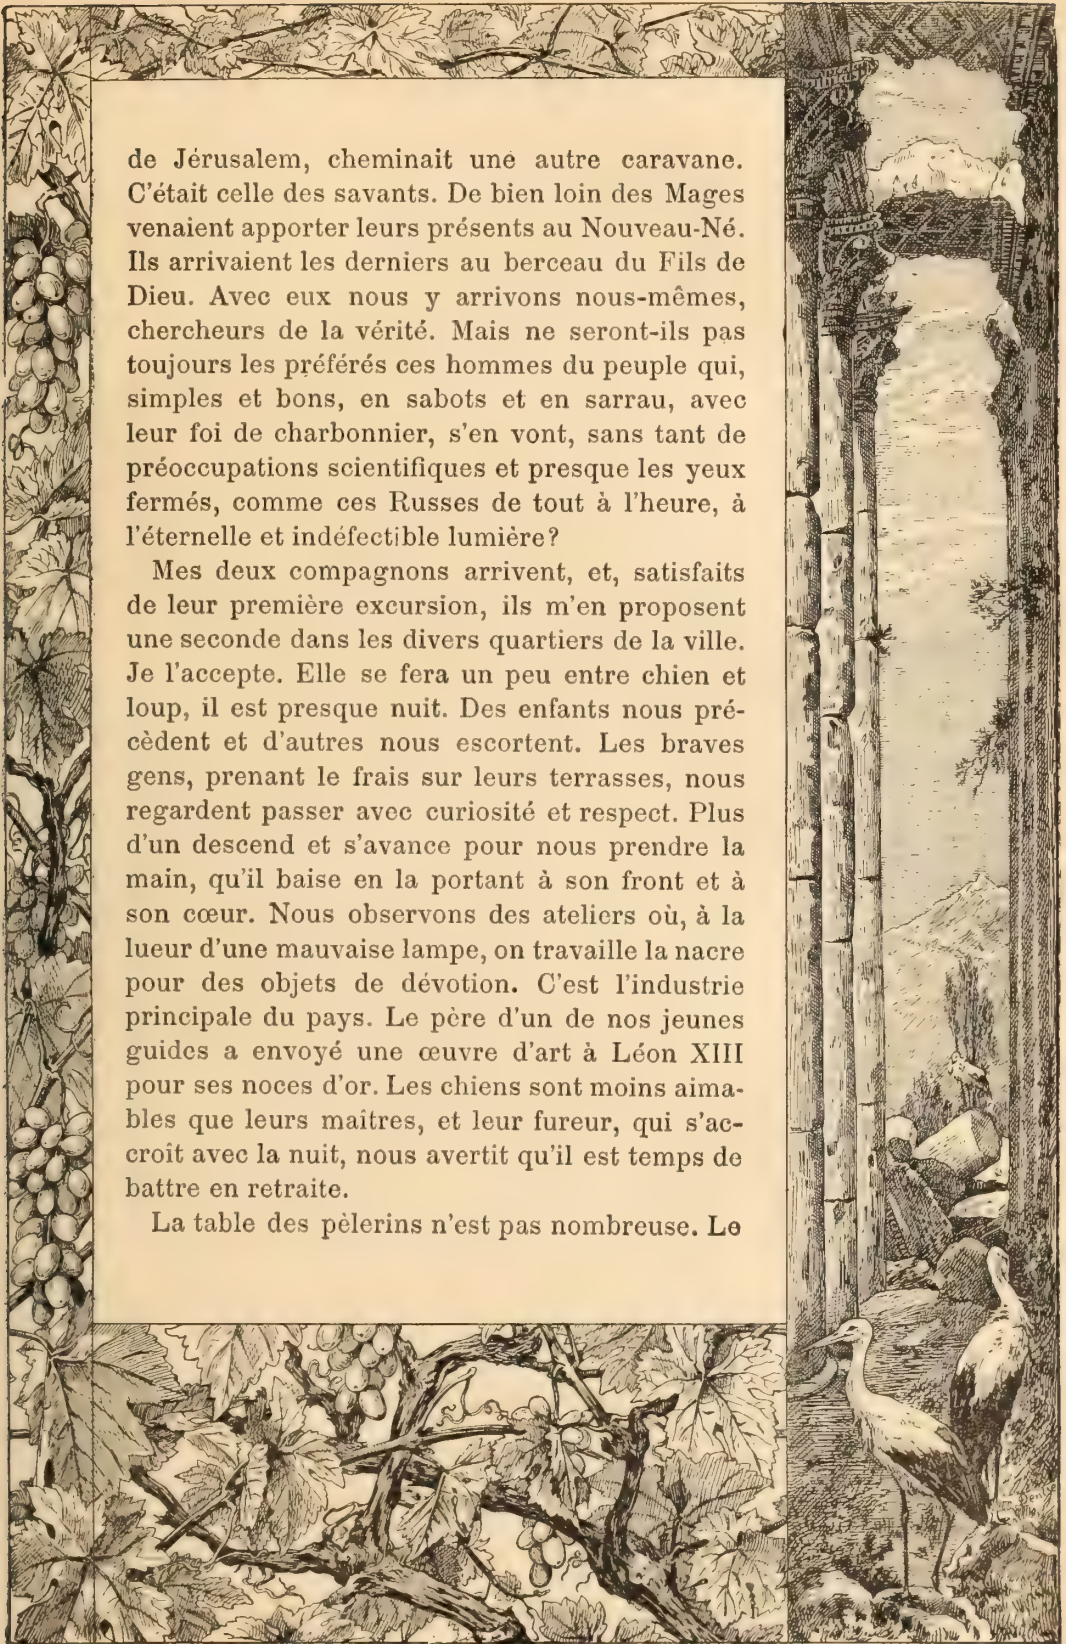 de Jérusalem, cheminait une autre caravane.
C'était celle des savants. De bien loin des Mages
venaient apporter leurs présents au Nouveau-Né.
Ils arrivaient les derniers au berceau du Fils de
Dieu. Avec eux nous y arrivons nous-mêmes,
chercheurs de la vérité. Mais ne seront-ils pas
toujours les préférés ces hommes du peuple qui,
simples et bons, en sabots et en sarrau, avec
leur foi de charbonnier, s'en vont, sans tant de
préoccupations scientifiques et presque les yeux
fermés, comme ces Russes de tout à l'heure, à
l'éternelle et indéfectible lumière?
Mes deux compagnons arrivent, et, satisfaits
de leur première excursion, ils m'en proposent
une seconde dans les divers quartiers de la ville.
Je l'accepte. Elle se fera un peu entre chien et
loup, il est presque nuit. Des enfants nous pré-
cèdent et d'autres nous escortent. Les braves
gens, prenant le frais sur leurs terrasses, nous
regardent passer avec curiosité et respect. Plus
d'un descend et s'avance pour nous prendre la
main, qu'il baise en la portant à son front et à
son cœur. Nous observons des ateliers où, à la
lueur d'une mauvaise lampe, on travaille la nacre
pour des objets de dévotion. C'est l'industrie
principale du pays. Le père d'un de nos jeunes
guides a envoyé une œuvre d'art à Léon XIII
pour ses noces d'or. Les chiens sont moins aima-
bles que leurs maîtres, et leur fureur, qui s'ac-
croît avec la nuit, nous avertit qu'il est temps de
battre en retraite.
La table des pèlerins n'est pas nombreuse. Le